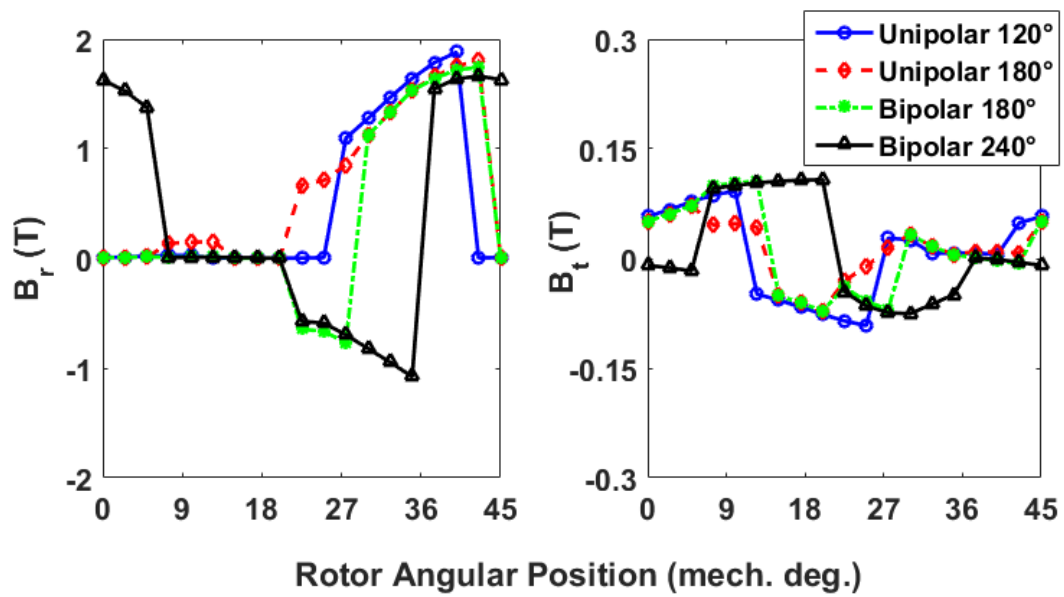 Unipolar 120°
Unipolar 180°
Bipolar 180°
Bipolar 240°
2
1
0
-1
-2
B_r (T)
0 9 18 27 36 45
0.3
0.15
0
-0.15
-0.3
B_t (T)
0 9 18 27 36 45
Rotor Angular Position (mech. deg.)